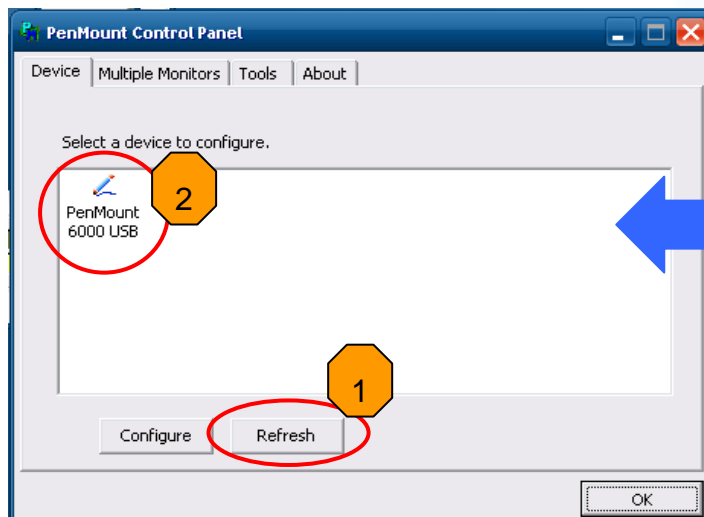 PenMount Control Panel
Device Multiple Monitors Tools About
Select a device to configure.
2
PenMount
6000 USB
1
Configure Refresh
OK